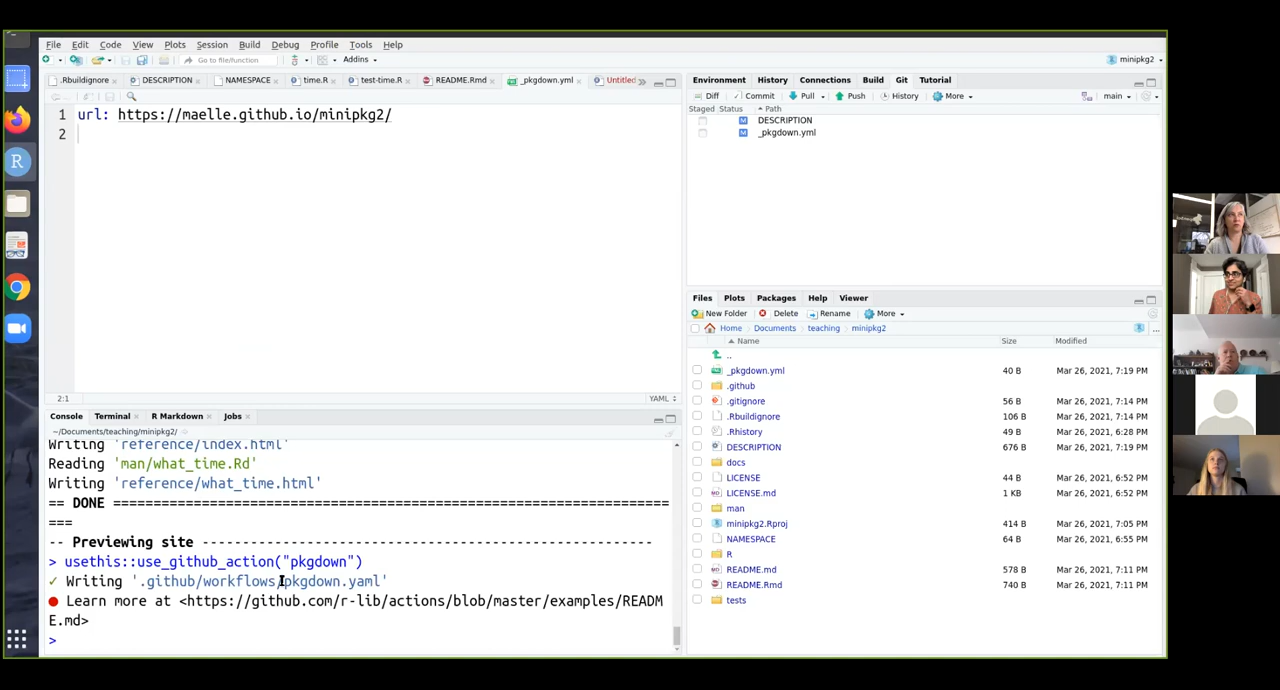 File Edit Code View Plots Session Build Debug Profile Tools Help
Go to file/function Addins minipkg2
.Rbuildignore DESCRIPTION NAMESPACE time.R test-time.R README.Rmd _pkgdown.yml Untitled
1 url: https://maelle.github.io/minipkg2/
2
2:1 YAML
Console Terminal R Markdown Jobs
~/Documents/teaching/minipkg2/
Writing 'reference/index.html'
Reading 'man/what_time.Rd'
Writing 'reference/what_time.html'
== DONE ======================================================================
===
-- Previewing site --------------------------------------------------------
> usethis::use_github_action("pkgdown")
✓ Writing '.github/workflows/pkgdown.yaml'
● Learn more at <https://github.com/r-lib/actions/blob/master/examples/READM
E.md>
>
Environment History Connections Build Git Tutorial
Diff Commit Pull Push History More main
Staged Status Path
M DESCRIPTION
M _pkgdown.yml
Files Plots Packages Help Viewer
New Folder Delete Rename More
Home Documents teaching minipkg2 R ...
Name Size Modified
..
_pkgdown.yml 40 B Mar 26, 2021, 7:19 PM
.github
.gitignore 56 B Mar 26, 2021, 7:14 PM
.Rbuildignore 106 B Mar 26, 2021, 7:14 PM
.Rhistory 49 B Mar 26, 2021, 6:28 PM
DESCRIPTION 676 B Mar 26, 2021, 7:19 PM
docs
LICENSE 44 B Mar 26, 2021, 6:52 PM
LICENSE.md 1 KB Mar 26, 2021, 6:52 PM
man
minipkg2.Rproj 414 B Mar 26, 2021, 7:05 PM
NAMESPACE 64 B Mar 26, 2021, 6:55 PM
R
README.md 578 B Mar 26, 2021, 7:11 PM
README.Rmd 740 B Mar 26, 2021, 7:11 PM
tests